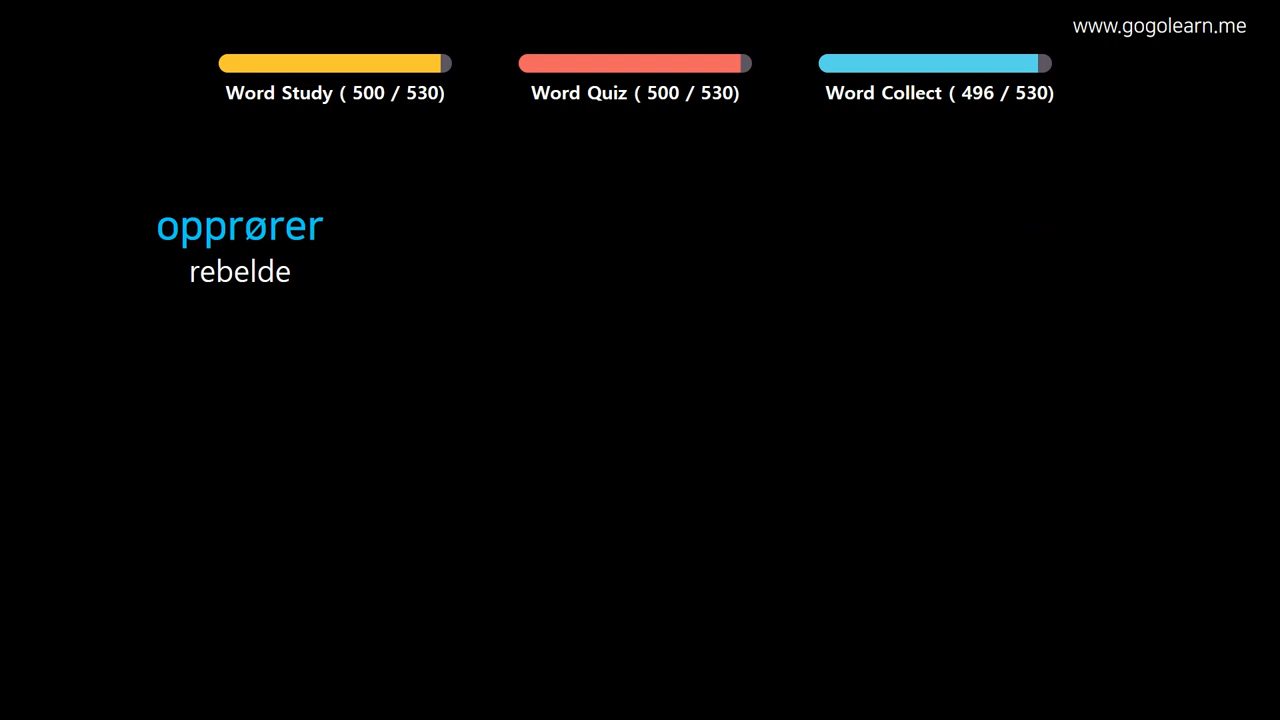 www.gogolearn.me
Word Study ( 500 / 530)
Word Quiz ( 500 / 530)
Word Collect ( 496 / 530)
opprører
rebelde